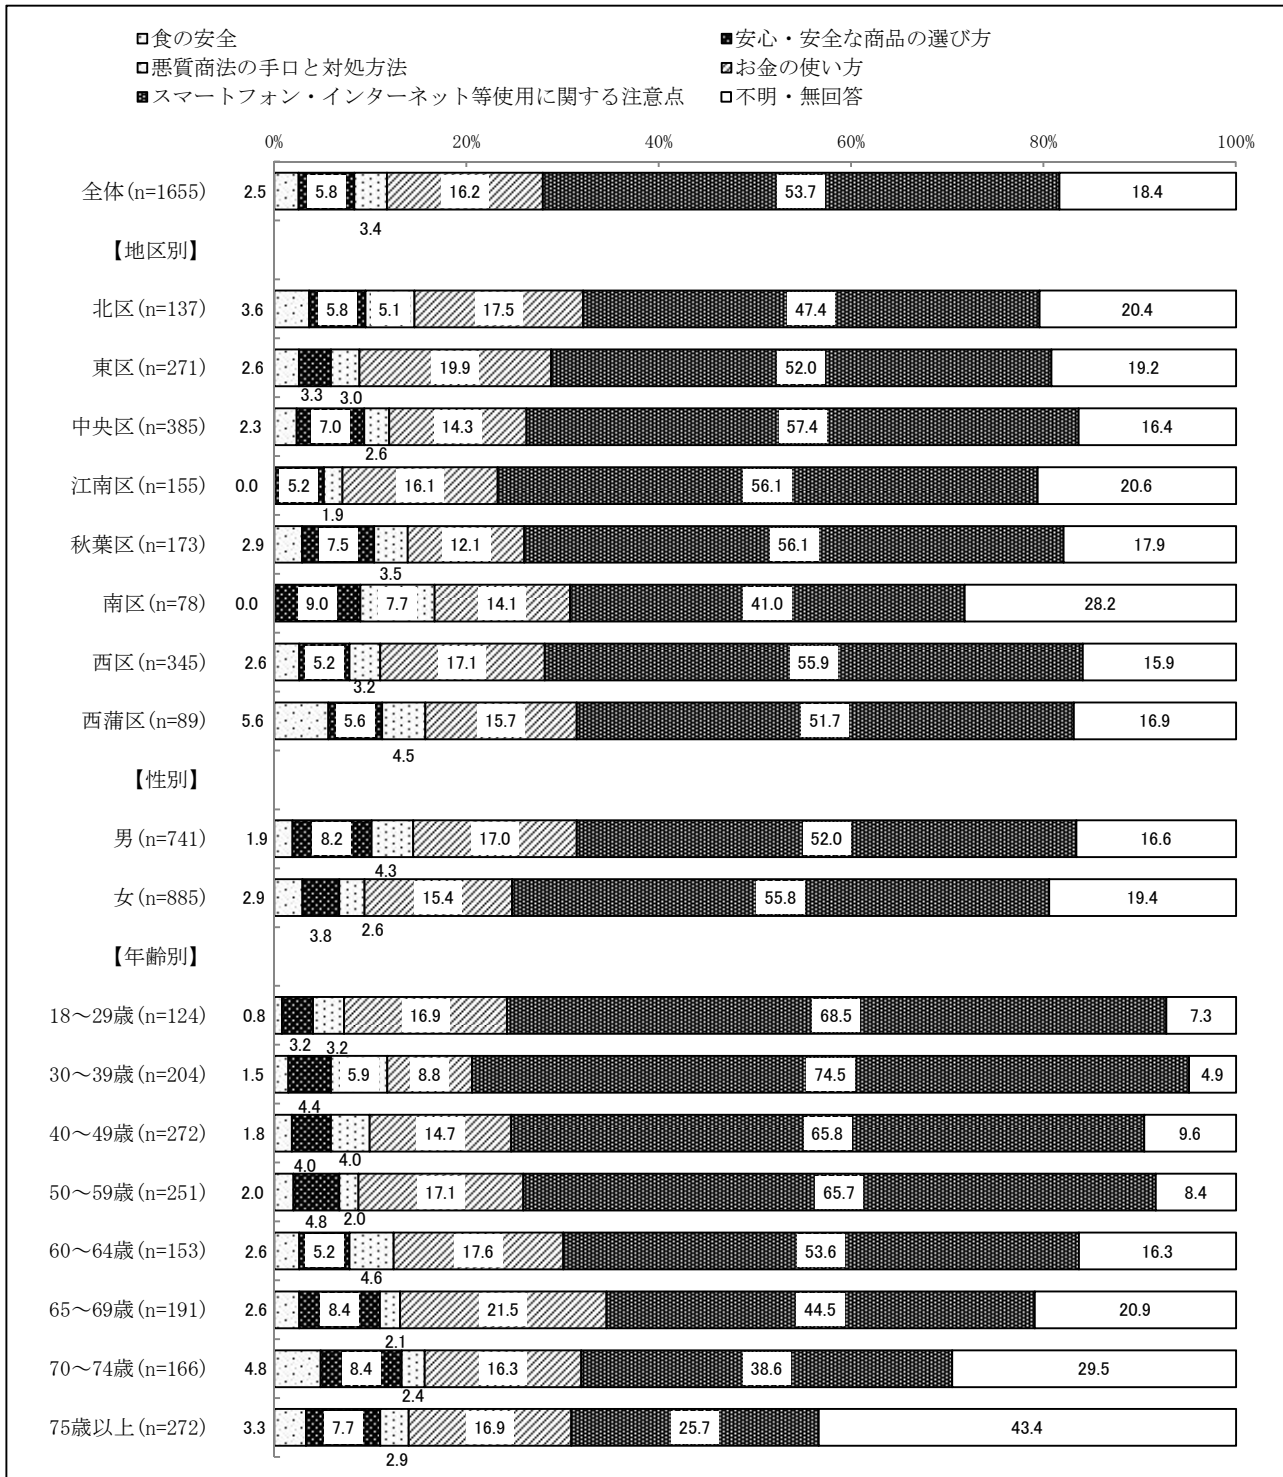 食の安全 安心・安全な商品の選び方
悪質商法の手口と対処方法 お金の使い方
スマートフォン・インターネット等使用に関する注意点 不明・無回答
0% 20% 40% 60% 80% 100%
全体(n=1655) 2.5 5.8 16.2 53.7 18.4
3.4
【地区別】
北区(n=137) 3.6 5.8 5.1 17.5 47.4 20.4
東区(n=271) 2.6 19.9 52.0 19.2
3.3 3.0
中央区(n=385) 2.3 7.0 14.3 57.4 16.4
2.6
江南区(n=155) 0.0 5.2 16.1 56.1 20.6
1.9
秋葉区(n=173) 2.9 7.5 12.1 56.1 17.9
3.5
南区(n=78) 0.0 9.0 7.7 14.1 41.0 28.2
西区(n=345) 2.6 5.2 17.1 55.9 15.9
3.2
西蒲区(n=89) 5.6 5.6 15.7 51.7 16.9
4.5
【性別】
男(n=741) 1.9 8.2 17.0 52.0 16.6
4.3
女(n=885) 2.9 15.4 55.8 19.4
3.8 2.6
【年齢別】
18～29歳(n=124) 0.8 16.9 68.5 7.3
3.2 3.2
30～39歳(n=204) 1.5 5.9 8.8 74.5 4.9
4.4
40～49歳(n=272) 1.8 14.7 65.8 9.6
4.0 4.0
50～59歳(n=251) 2.0 17.1 65.7 8.4
4.8 2.0
60～64歳(n=153) 2.6 5.2 17.6 53.6 16.3
4.6
65～69歳(n=191) 2.6 8.4 21.5 44.5 20.9
2.1
70～74歳(n=166) 4.8 8.4 16.3 38.6 29.5
2.4
75歳以上(n=272) 3.3 7.7 16.9 25.7 43.4
2.9